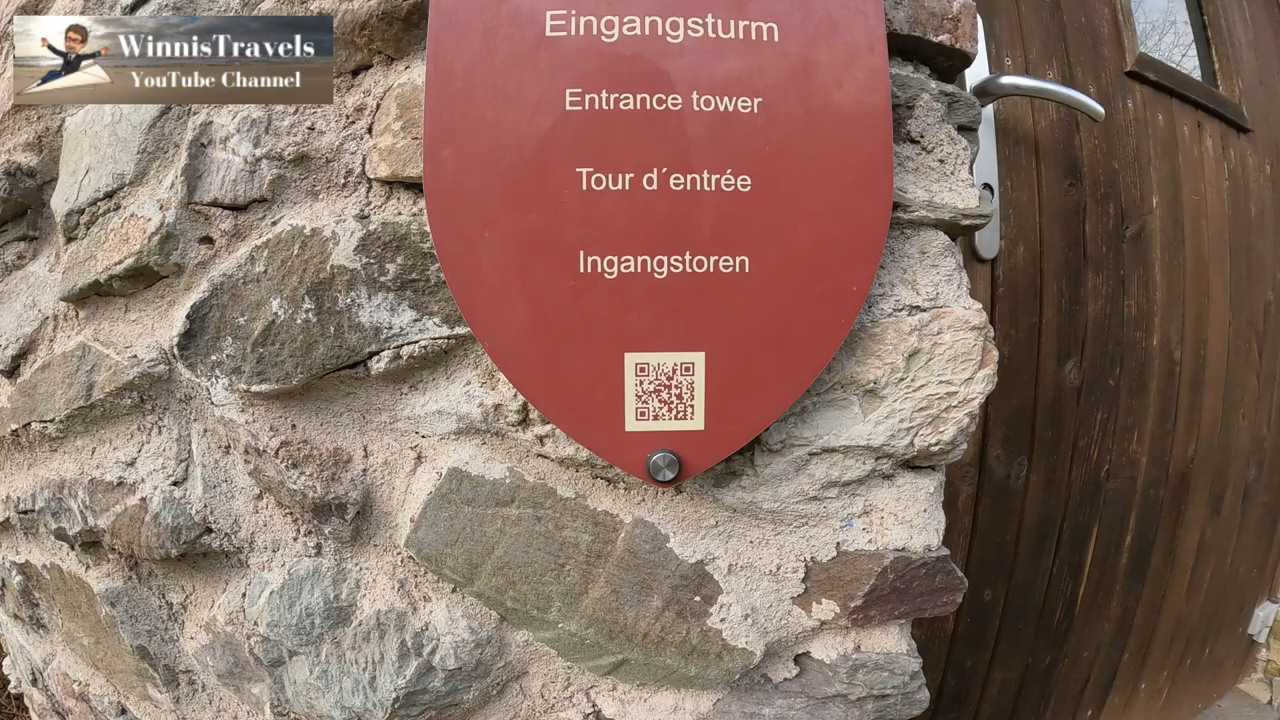 WinnisTravels
YouTube Channel
Eingangsturm
Entrance tower
Tour d´entrée
Ingangstoren